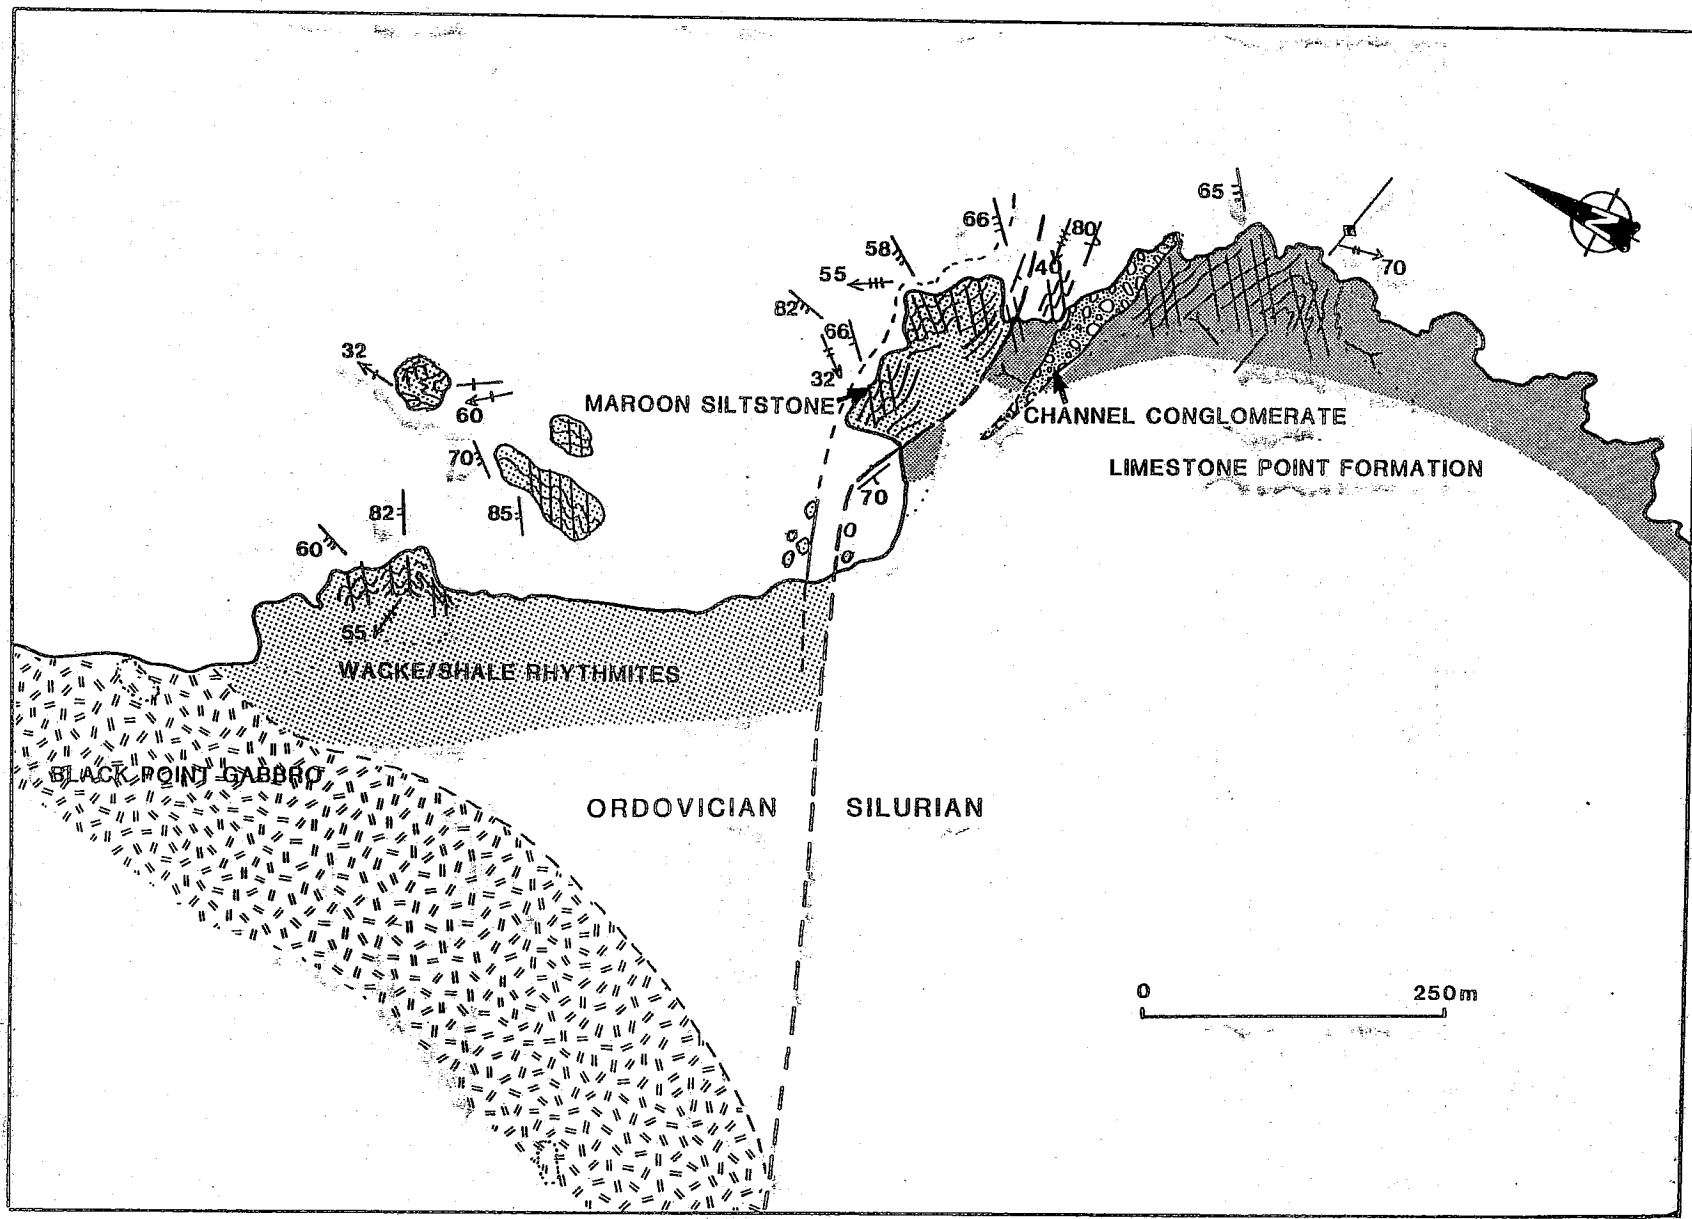 65
66
80
58
40
70
55
82
66
32
32
MAROON SILTSTONE
60
CHANNEL CONGLOMERATE
70
LIMESTONE POINT FORMATION
70
82
85
60
55
WACKE/SHALE RHYTHMITES
BLACK POINT GABBRO
ORDOVICIAN
SILURIAN
0
250m